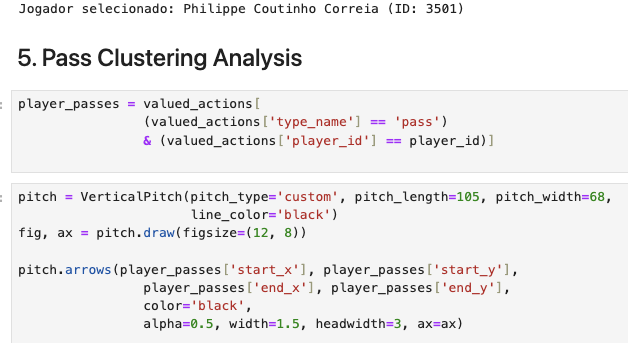 Jogador selecionado: Philippe Coutinho Correia (ID: 3501)
5. Pass Clustering Analysis
player_passes = valued_actions[
(valued_actions['type_name'] == 'pass')
& (valued_actions['player_id'] == player_id)]
pitch = VerticalPitch(pitch_type='custom', pitch_length=105, pitch_width=68,
line_color='black')
fig, ax = pitch.draw(figsize=(12, 8))
pitch.arrows(player_passes['start_x'], player_passes['start_y'],
player_passes['end_x'], player_passes['end_y'],
color='black',
alpha=0.5, width=1.5, headwidth=3, ax=ax)